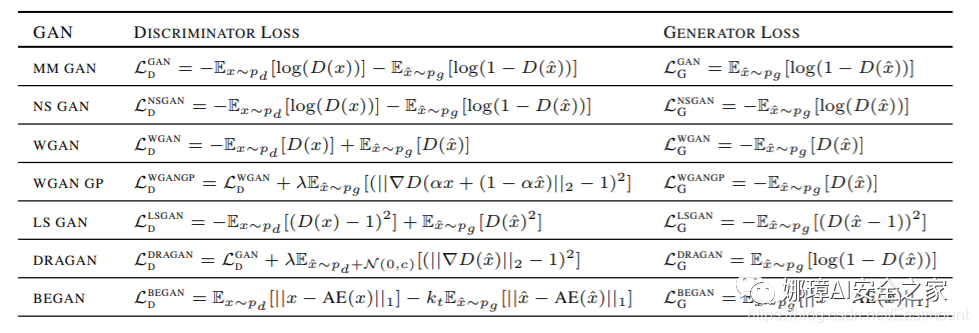 GAN DISCRIMINATOR LOSS GENERATOR LOSS
MM GAN L_D^GAN = −E_{x∼p_d}[log(D(x))] − E_{x̂∼p_g}[log(1 − D(x̂))] L_G^GAN = E_{x̂∼p_g}[log(1 − D(x̂))]
NS GAN L_D^NSGAN = −E_{x∼p_d}[log(D(x))] − E_{x̂∼p_g}[log(1 − D(x̂))] L_G^NSGAN = −E_{x̂∼p_g}[log(D(x̂))]
WGAN L_D^WGAN = −E_{x∼p_d}[D(x)] + E_{x̂∼p_g}[D(x̂)] L_G^WGAN = −E_{x̂∼p_g}[D(x̂)]
WGAN GP L_D^WGANGP = L_D^WGAN + λE_{x̂∼p_g}[(||∇D(αx + (1 − αx̂)||_2 − 1)^2] L_G^WGANGP = −E_{x̂∼p_g}[D(x̂)]
LS GAN L_D^LSGAN = −E_{x∼p_d}[(D(x) − 1)^2] + E_{x̂∼p_g}[D(x̂)^2] L_G^LSGAN = −E_{x̂∼p_g}[(D(x̂ − 1))^2]
DRAGAN L_D^DRAGAN = L_D^GAN + λE_{x̂∼p_d+N(0,c)}[(||∇D(x̂)||_2 − 1)^2] L_G^DRAGAN = E_{x̂∼p_g}[log(1 − D(x̂))]
BEGAN L_D^BEGAN = E_{x∼p_d}[||x − AE(x)||_1] − k_t E_{x̂∼p_g}[||x̂ − AE(x̂)||_1] L_G^BEGAN =
娜璋AI安全之家
https://blog.csdn.net/Eastmount